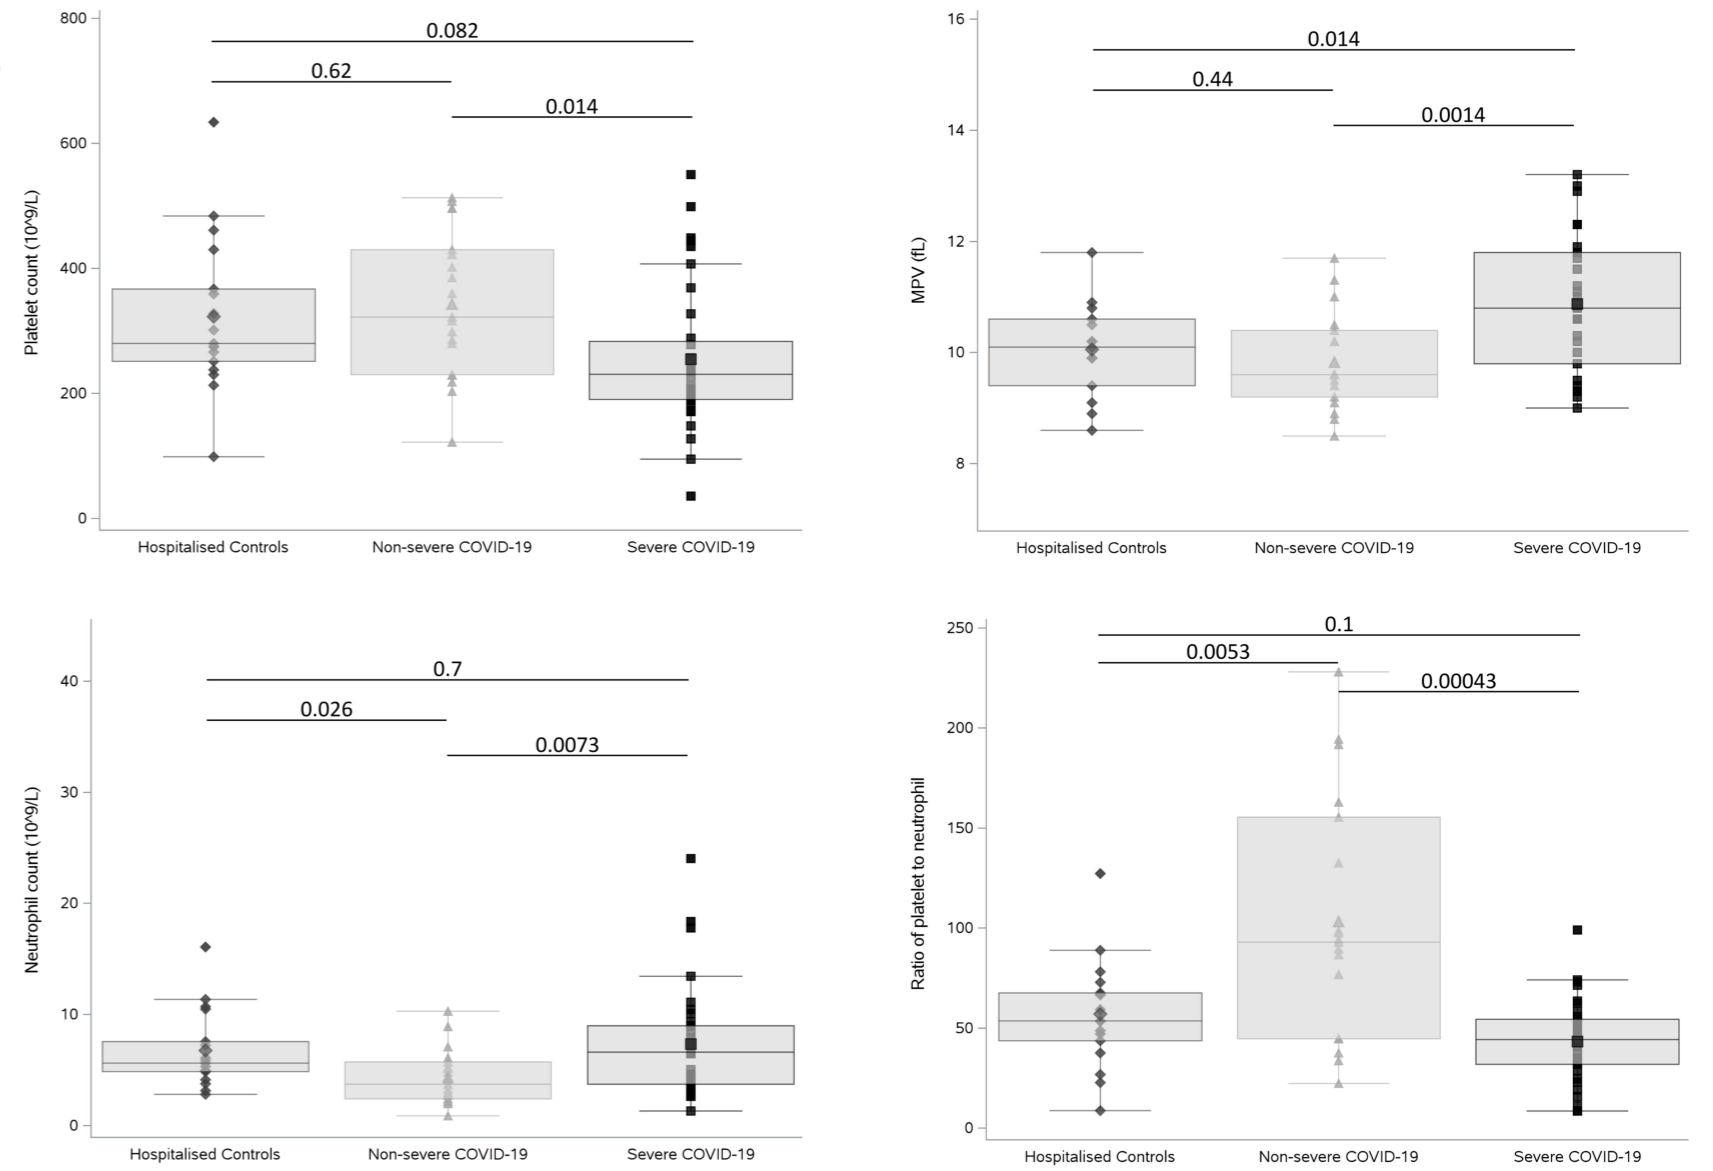 Platelet count (10^9/L)
800
600
400
200
0
0.082
0.62
0.014
Hospitalised Controls
Non-severe COVID-19
Severe COVID-19
MPV (fL)
16
14
12
10
8
0.014
0.44
0.0014
Hospitalised Controls
Non-severe COVID-19
Severe COVID-19
Neutrophil count (10^9/L)
40
30
20
10
0
0.7
0.026
0.0073
Hospitalised Controls
Non-severe COVID-19
Severe COVID-19
Ratio of platelet to neutrophil
250
200
150
100
50
0
0.1
0.0053
0.00043
Hospitalised Controls
Non-severe COVID-19
Severe COVID-19